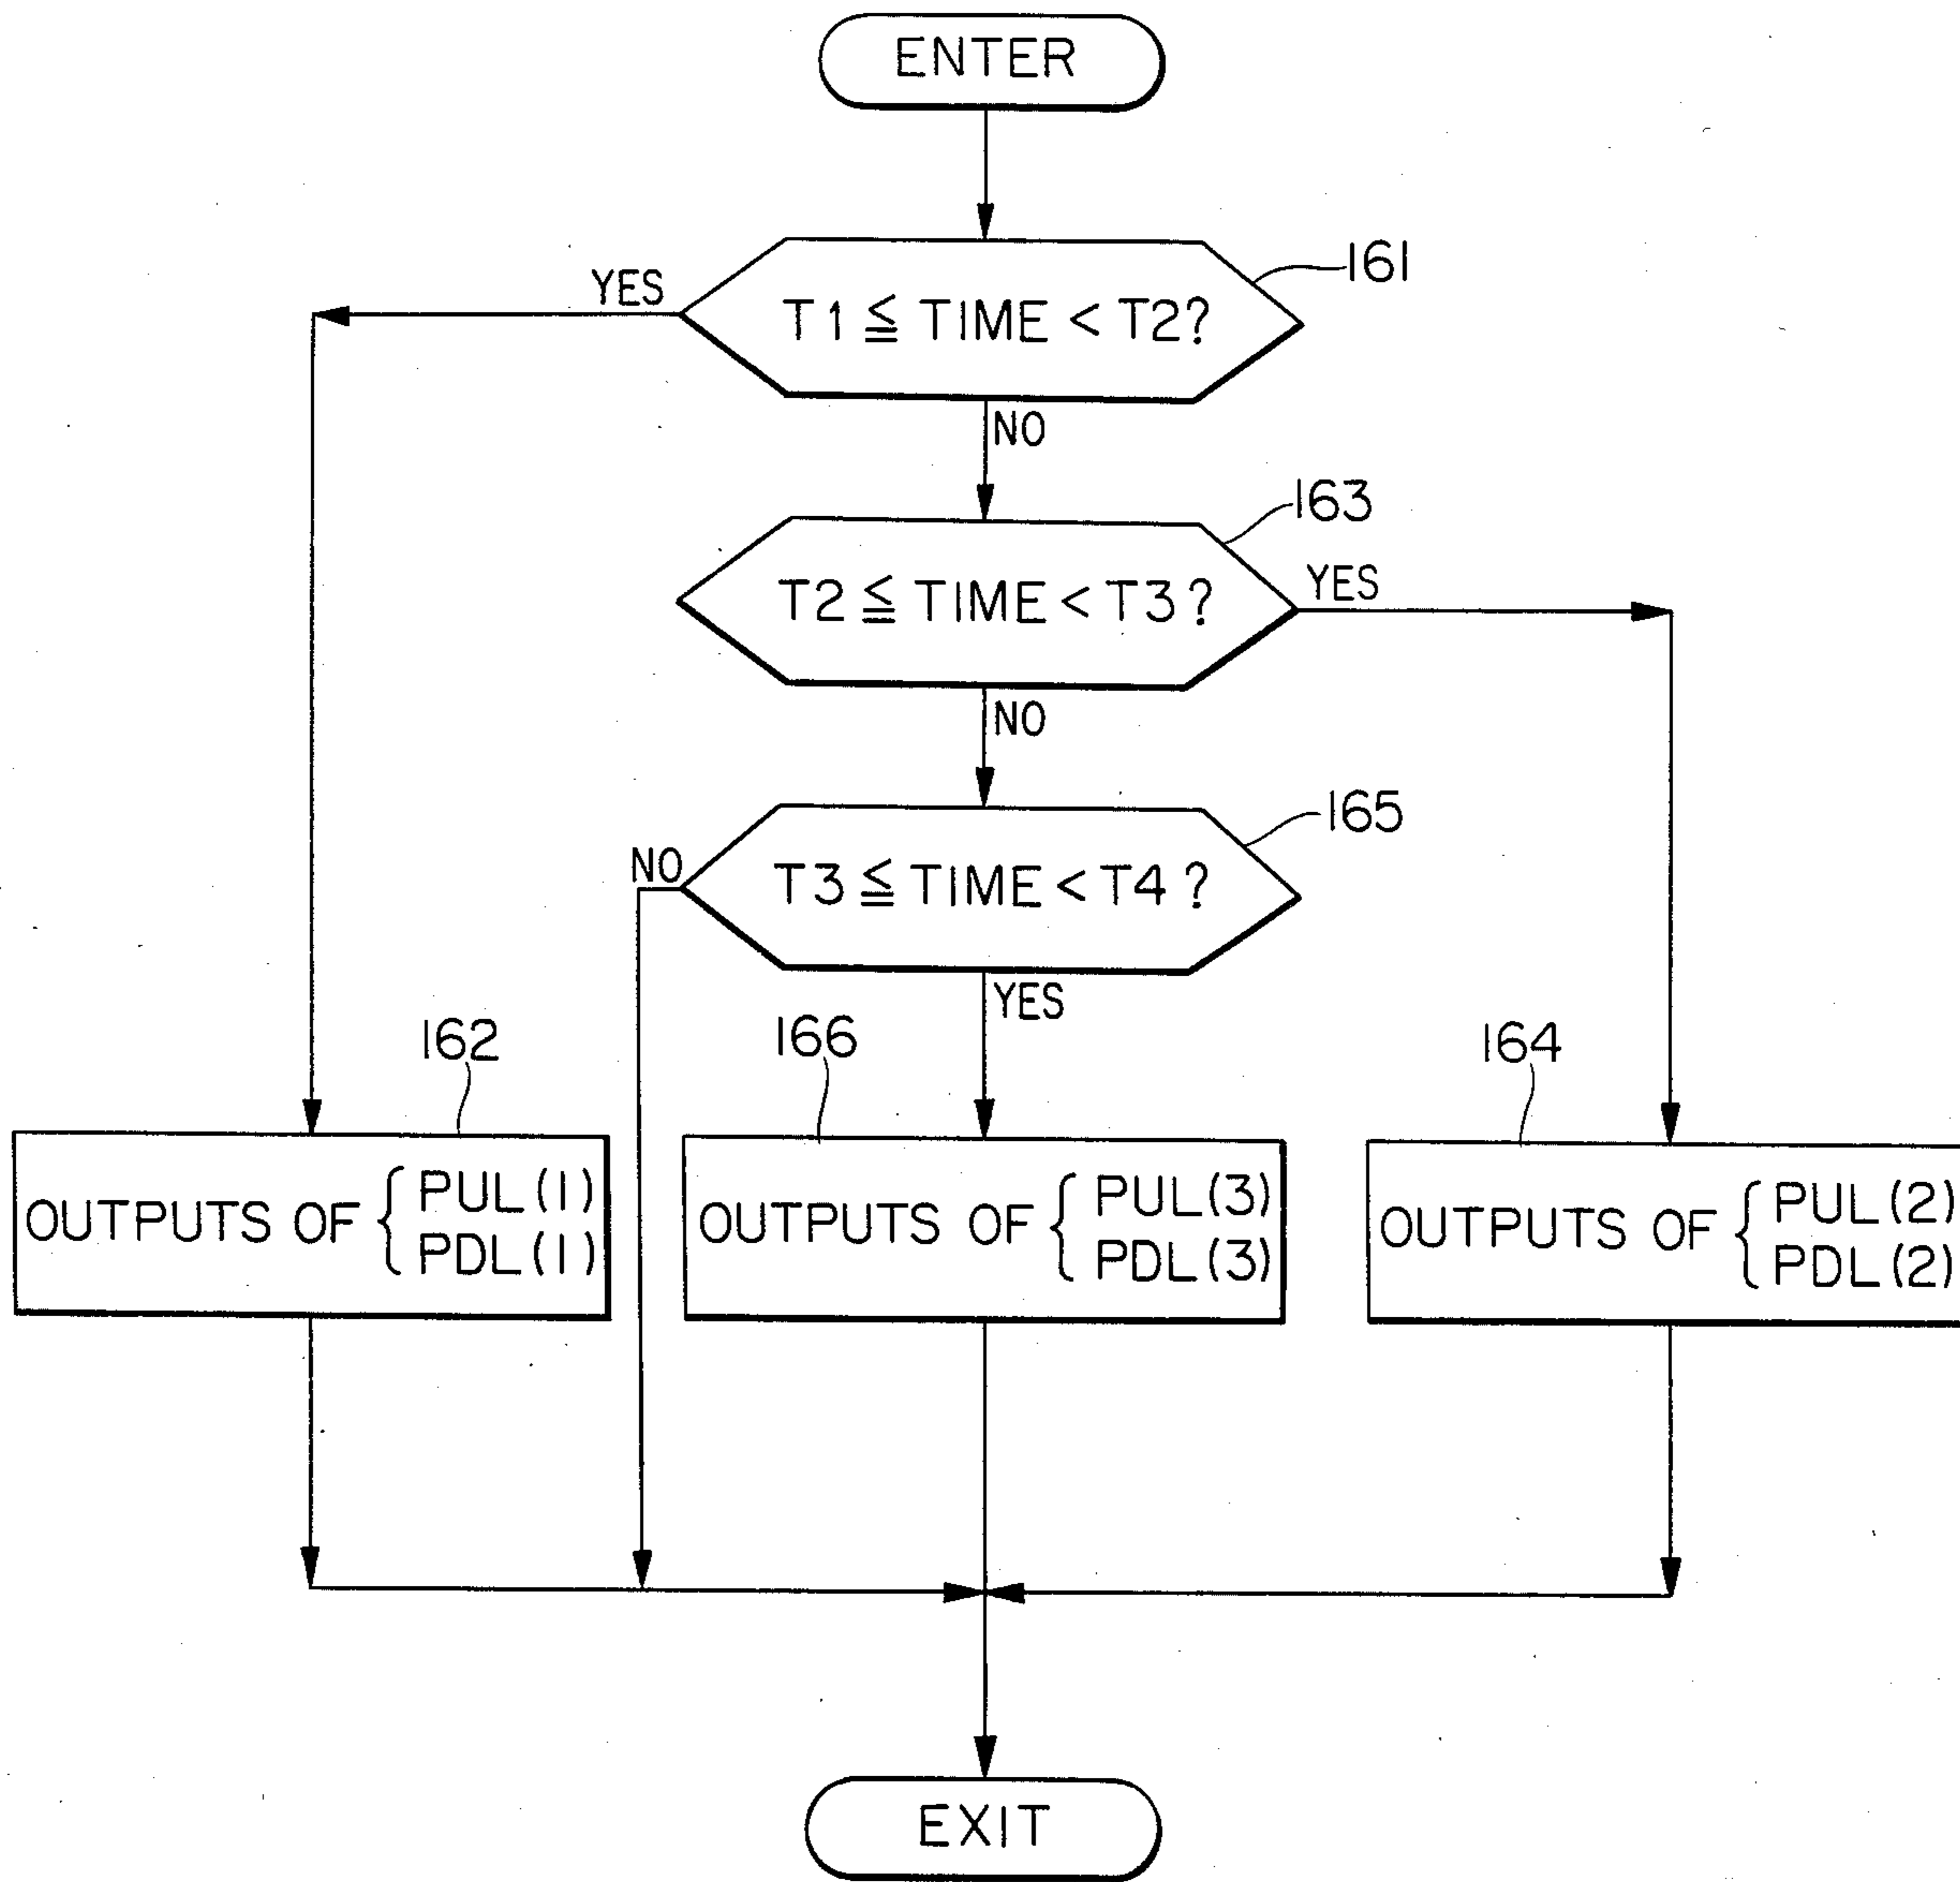 ENTER
161
YES
T1 ≦ TIME < T2?
NO
163
T2 ≦ TIME < T3?
YES
NO
165
NO
T3 ≦ TIME < T4?
YES
162
166
164
OUTPUTS OF { PUL(1)
PDL(1)
OUTPUTS OF { PUL(3)
PDL(3)
OUTPUTS OF { PUL(2)
PDL(2)
EXIT